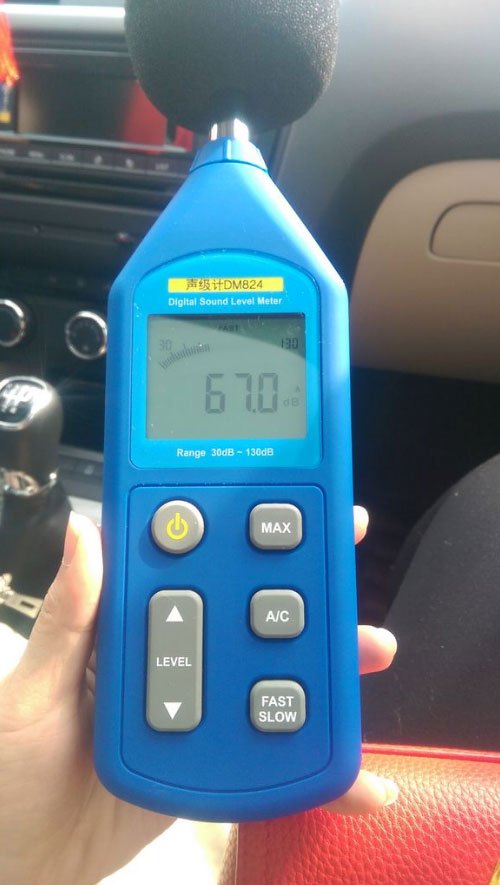 声级计DM824
Digital Sound Level Meter
FAST
30 130
67.0 A
dB
Range 30dB ~ 130dB
MAX
LEVEL
A/C
FAST
SLOW